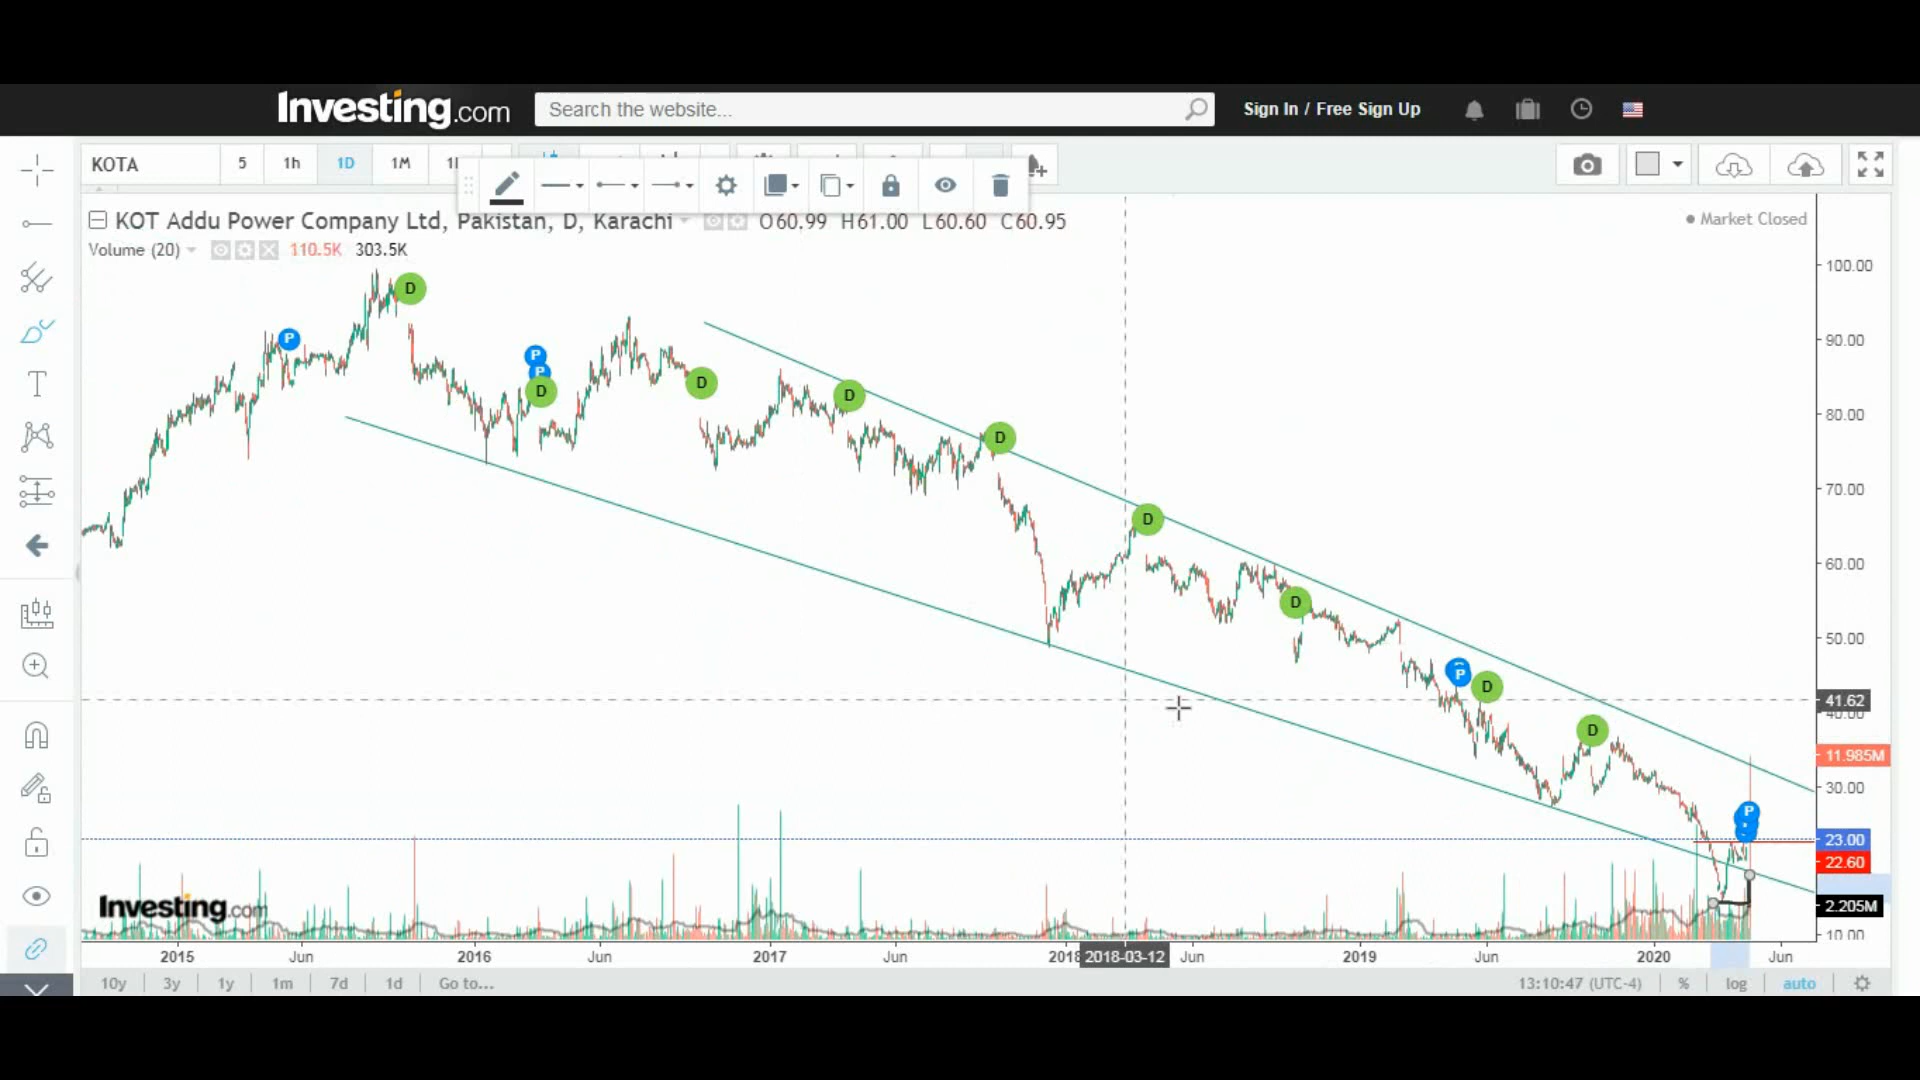 Investing.com
Search the website...
Sign In / Free Sign Up
KOTA 5 1h 1D 1M
KOT Addu Power Company Ltd, Pakistan, D, Karachi O60.99 H61.00 L60.60 C60.95
Market Closed
Volume (20) 110.5K 303.5K
100.00
90.00
80.00
70.00
60.00
50.00
41.62
40.00
11.985M
30.00
23.00
22.60
2.205M
10.00
P
D
P
P
D
D
D
D
D
D
P
D
D
P
Investing.com
2015 Jun 2016 Jun 2017 Jun 2018 2018-03-12 Jun 2019 Jun 2020 Jun
10y 3y 1y 1m 7d 1d Go to... 13:10:47 (UTC-4) % log auto